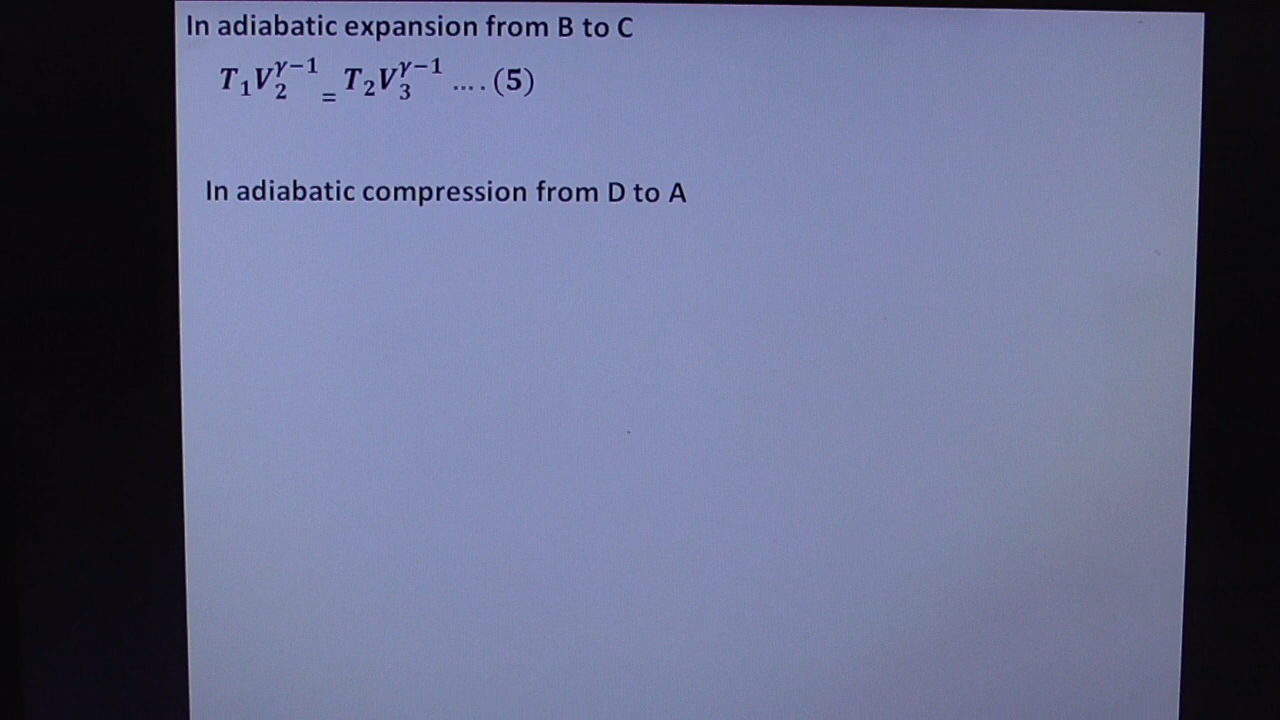 In adiabatic expansion from B to C
T₁V₂^γ−1 = T₂V₃^γ−1 .... (5)
In adiabatic compression from D to A